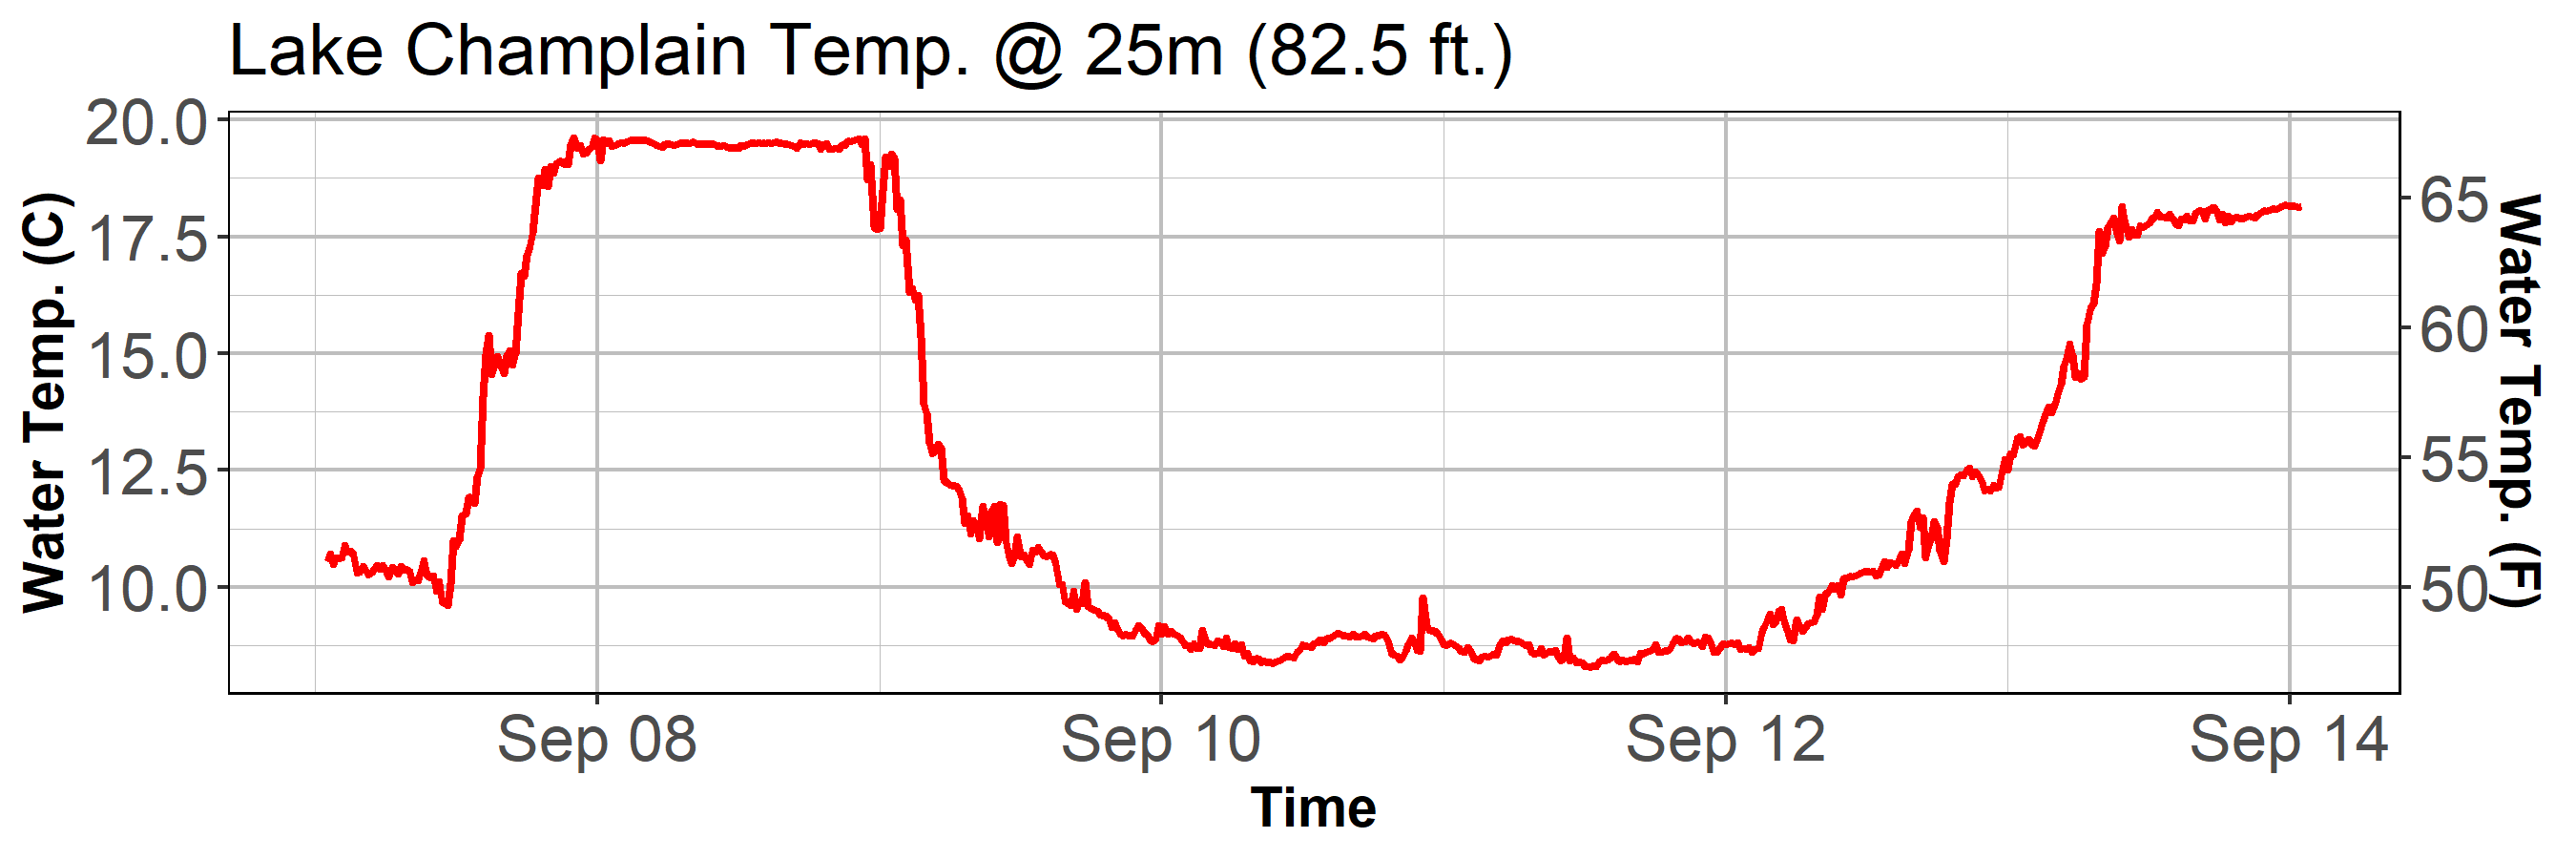 Lake Champlain Temp. @ 25m (82.5 ft.)
Water Temp. (C)
20.0
17.5
15.0
12.5
10.0
65
60
55
50
Water Temp. (F)
Sep 08 Sep 10 Sep 12 Sep 14
Time